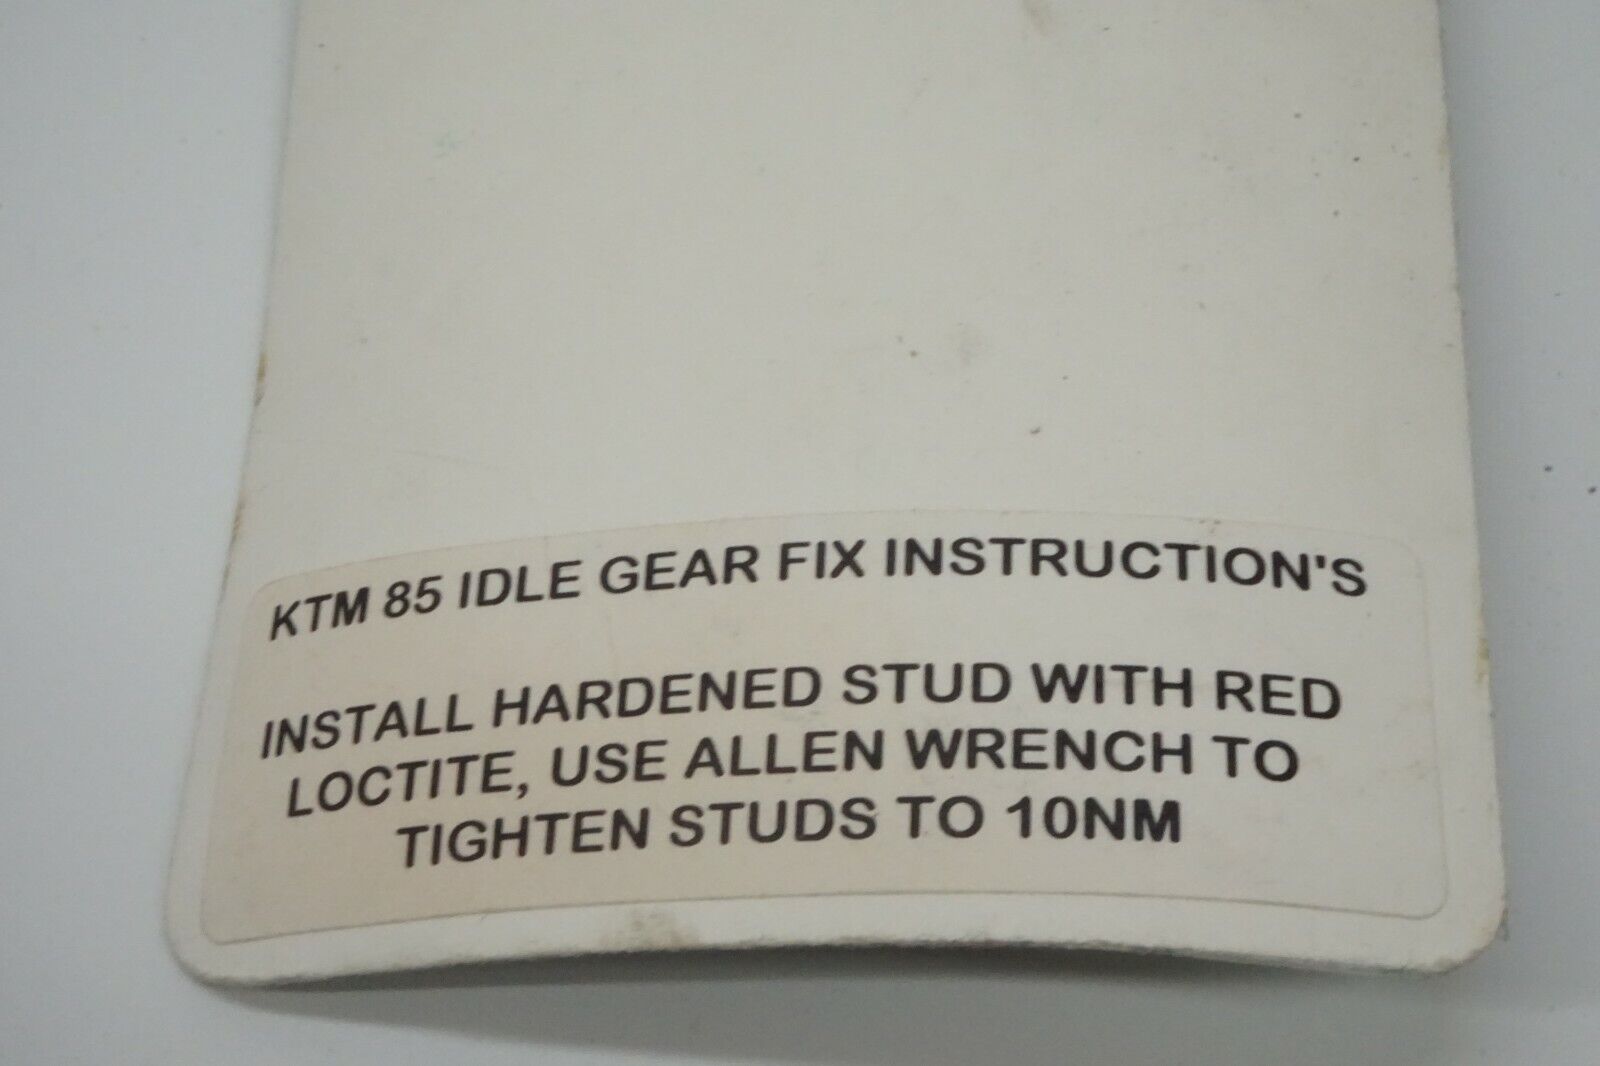 KTM 85 IDLE GEAR FIX INSTRUCTION'S
INSTALL HARDENED STUD WITH RED
LOCTITE, USE ALLEN WRENCH TO
TIGHTEN STUDS TO 10NM